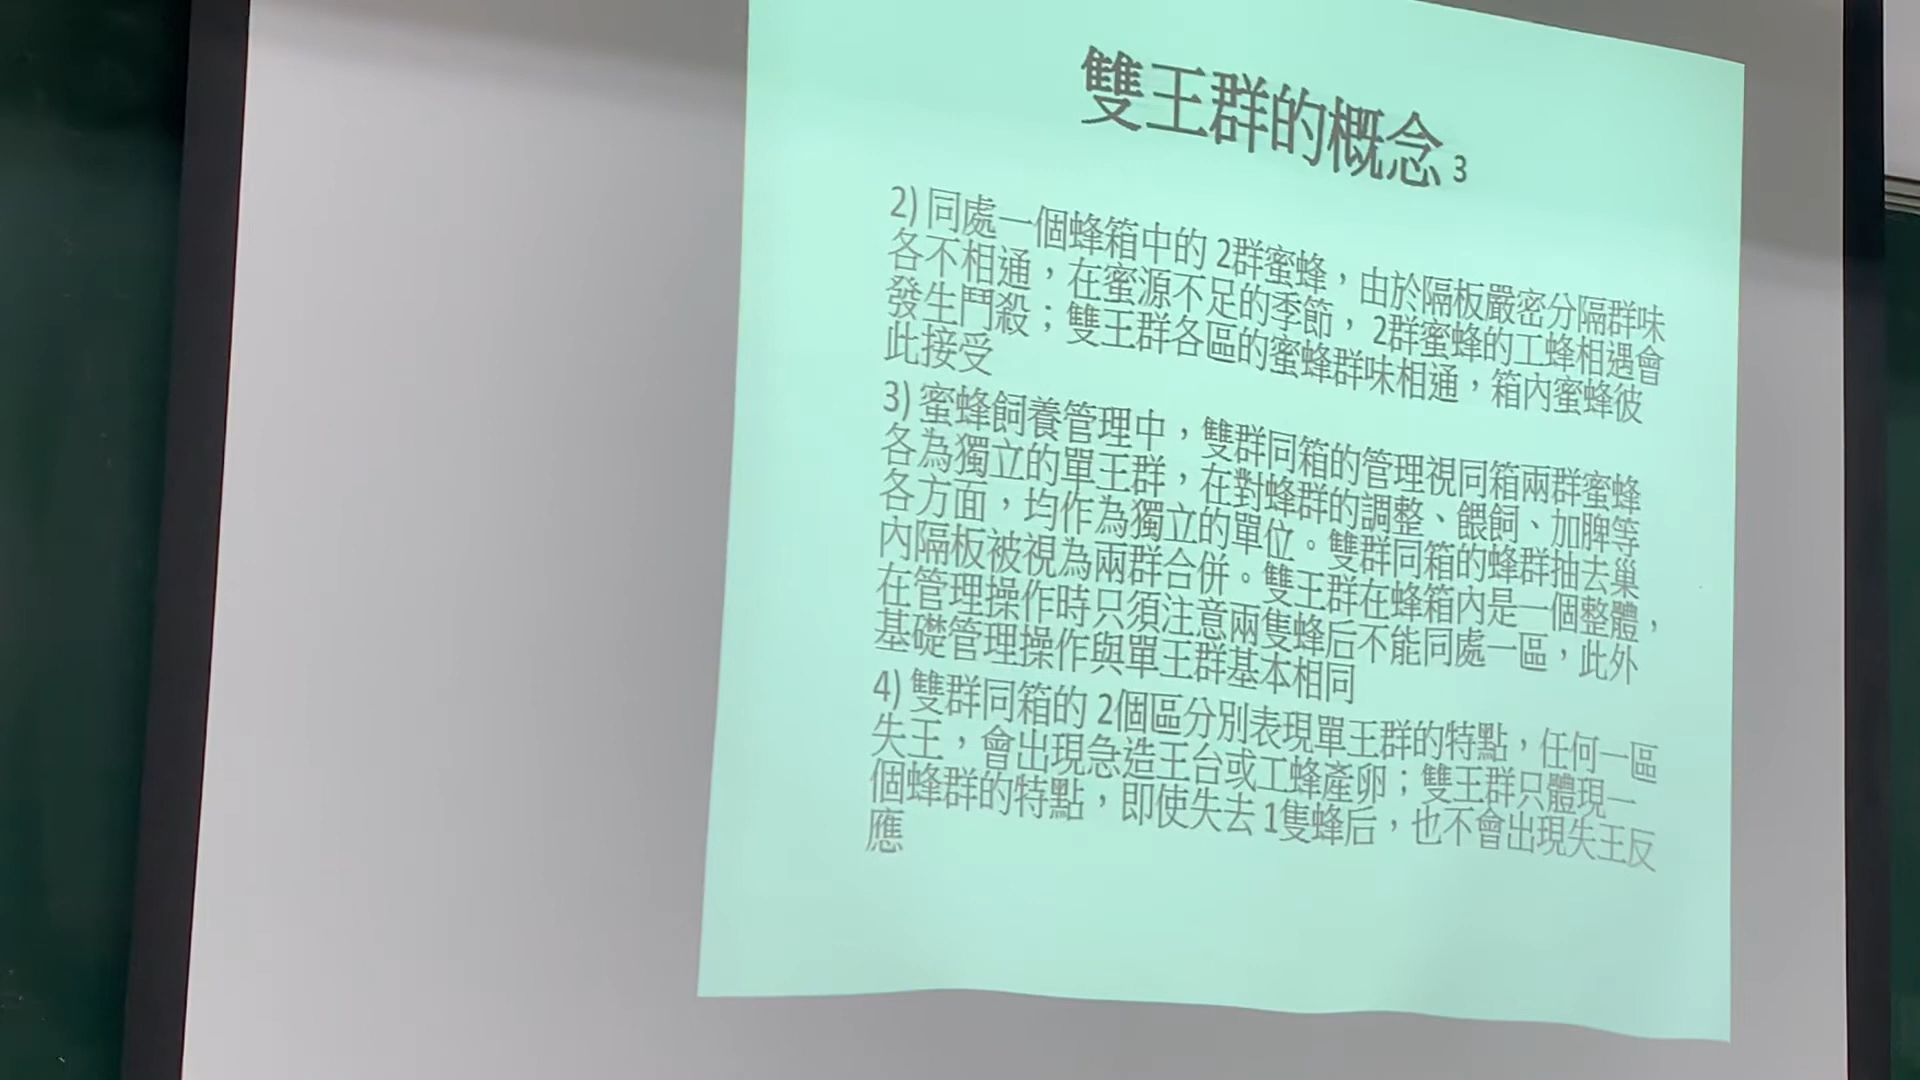 雙王群的概念 3
2) 同處一個蜂箱中的 2群蜜蜂，由於隔板嚴密分隔群味
各不相通，在蜜源不足的季節， 2群蜜蜂的工蜂相遇會
發生鬥殺；雙王群各區的蜜蜂群味相通，箱內蜜蜂彼
此接受
3) 蜜蜂飼養管理中，雙群同箱的管理視同箱兩群蜜蜂
各為獨立的單王群，在對蜂群的調整、餵飼、加脾等
各方面，均作為獨立的單位。雙群同箱的蜂群抽去巢
內隔板被視為兩群合併。雙王群在蜂箱內是一個整體，
在管理操作時只須注意兩隻蜂后不能同處一區，此外
基礎管理操作與單王群基本相同
4) 雙群同箱的 2個區分別表現單王群的特點，任何一區
失王，會出現急造王台或工蜂產卵；雙王群只體現一
個蜂群的特點，即使失去 1隻蜂后，也不會出現失王反
應